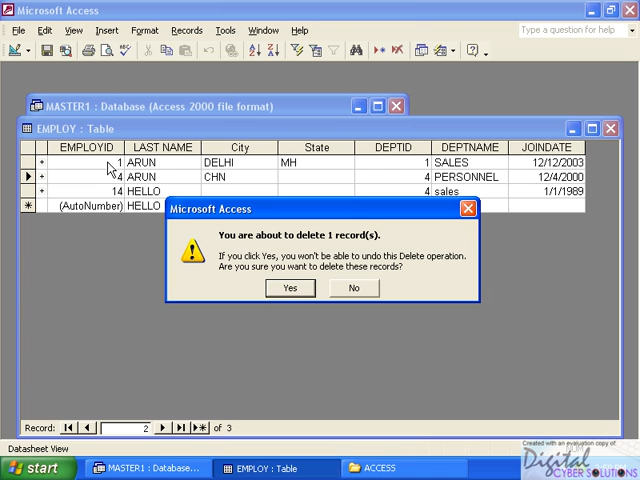 Microsoft Access
File Edit View Insert Format Records Tools Window Help
Type a question for help
MASTER1 : Database (Access 2000 file format)
EMPLOY : Table
EMPLOYID LAST NAME City State DEPTID DEPTNAME JOINDATE
+ 1 ARUN DELHI MH 1 SALES 12/12/2003
+ 4 ARUN CHN 4 PERSONNEL 12/4/2000
+ 14 HELLO 4 sales 1/1/1989
(AutoNumber) HELLO
Microsoft Access
You are about to delete 1 record(s).
If you click Yes, you won't be able to undo this Delete operation.
Are you sure you want to delete these records?
Yes No
Record: 2 of 3
Datasheet View NUM
Created with an evaluation copy of
start MASTER1 : Database... EMPLOY : Table ACCESS
Digital
CYBER SOLUTIONS